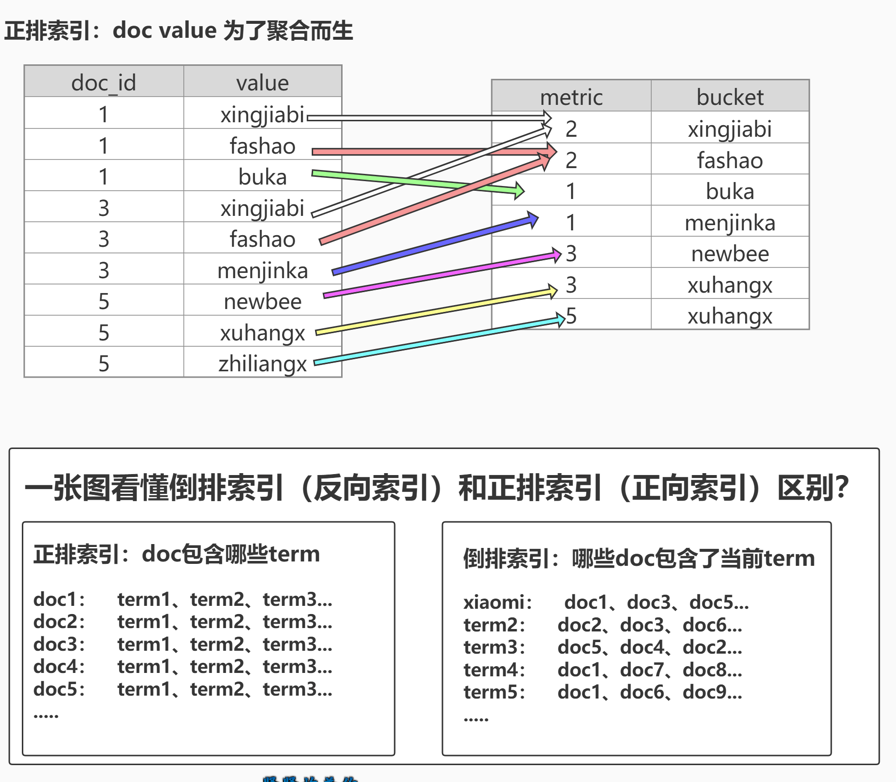 正排索引：doc value 为了聚合而生
doc_id value
1 xingjiabi
1 fashao
1 buka
3 xingjiabi
3 fashao
3 menjinka
5 newbee
5 xuhangx
5 zhiliangx
metric bucket
2 xingjiabi
2 fashao
1 buka
1 menjinka
3 newbee
3 xuhangx
5 xuhangx
一张图看懂倒排索引（反向索引）和正排索引（正向索引）区别？
正排索引：doc包含哪些term
doc1： term1、term2、term3...
doc2： term1、term2、term3...
doc3： term1、term2、term3...
doc4： term1、term2、term3...
doc5： term1、term2、term3...
.....
倒排索引：哪些doc包含了当前term
xiaomi： doc1、doc3、doc5...
term2： doc2、doc3、doc6...
term3： doc5、doc4、doc2...
term4： doc1、doc7、doc8...
term5： doc1、doc6、doc9...
.....